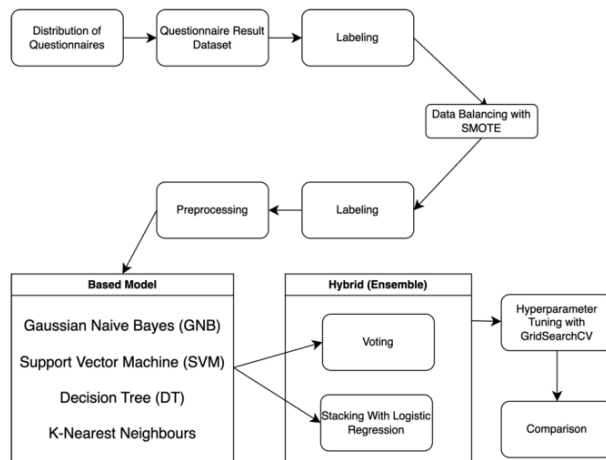 Distribution of
Questionnaires
Questionnaire Result
Dataset
Labeling
Data Balancing with
SMOTE
Preprocessing
Labeling
Based Model
Gaussian Naive Bayes (GNB)
Support Vector Machine (SVM)
Decision Tree (DT)
K-Nearest Neighbours
Hybrid (Ensemble)
Voting
Stacking With Logistic
Regression
Hyperparameter
Tuning with
GridSearchCV
Comparison